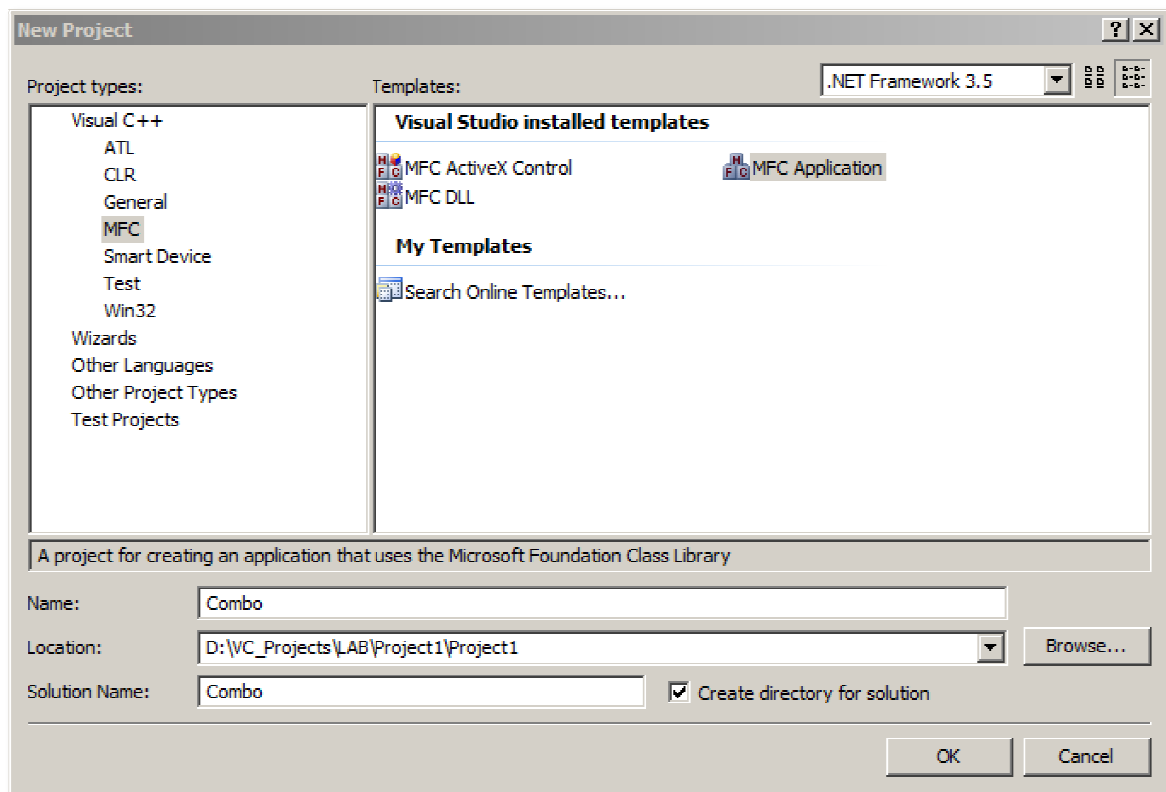 New Project
Project types:
Templates:
.NET Framework 3.5
Visual C++
ATL
CLR
General
MFC
Smart Device
Test
Win32
Wizards
Other Languages
Other Project Types
Test Projects
Visual Studio installed templates
MFC ActiveX Control
MFC Application
MFC DLL
My Templates
Search Online Templates...
A project for creating an application that uses the Microsoft Foundation Class Library
Name:
Combo
Location:
D:\VC_Projects\LAB\Project1\Project1
Browse...
Solution Name:
Combo
Create directory for solution
OK
Cancel